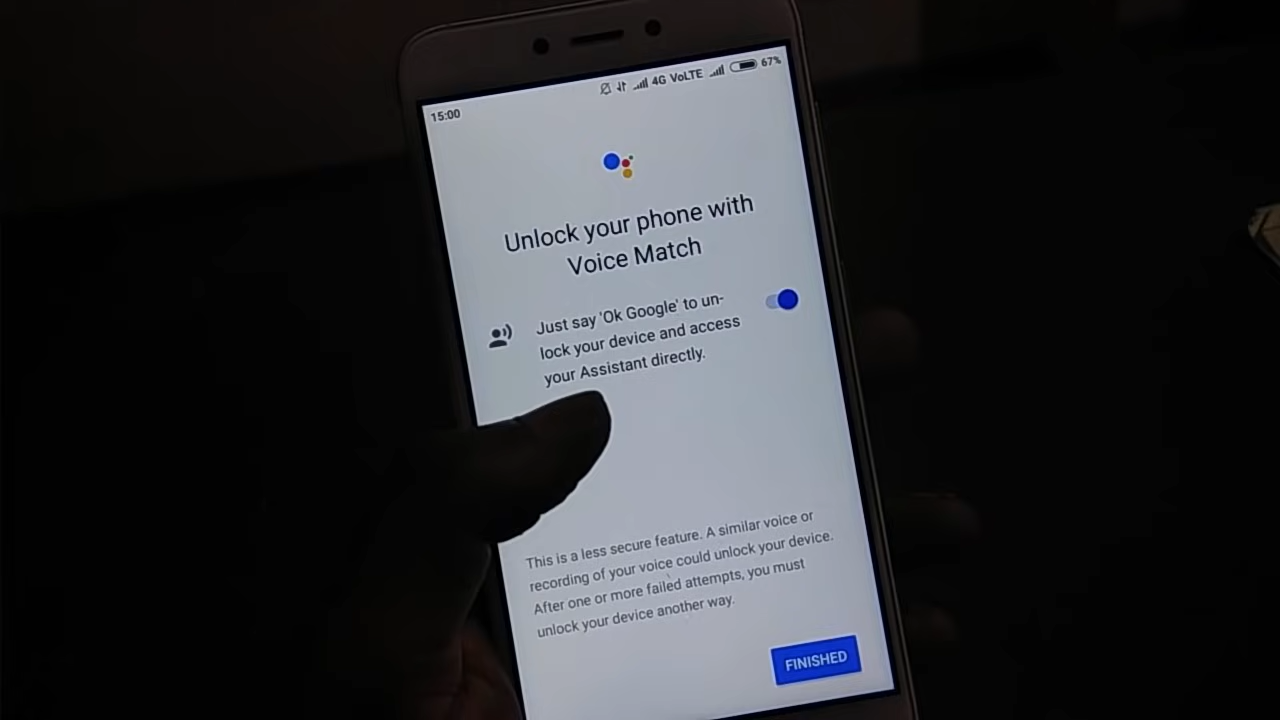 15:00 4G VoLTE 67%
Unlock your phone with
Voice Match
Just say 'Ok Google' to un-
lock your device and access
your Assistant directly.
This is a less secure feature. A similar voice or
recording of your voice could unlock your device.
After one or more failed attempts, you must
unlock your device another way.
FINISHED